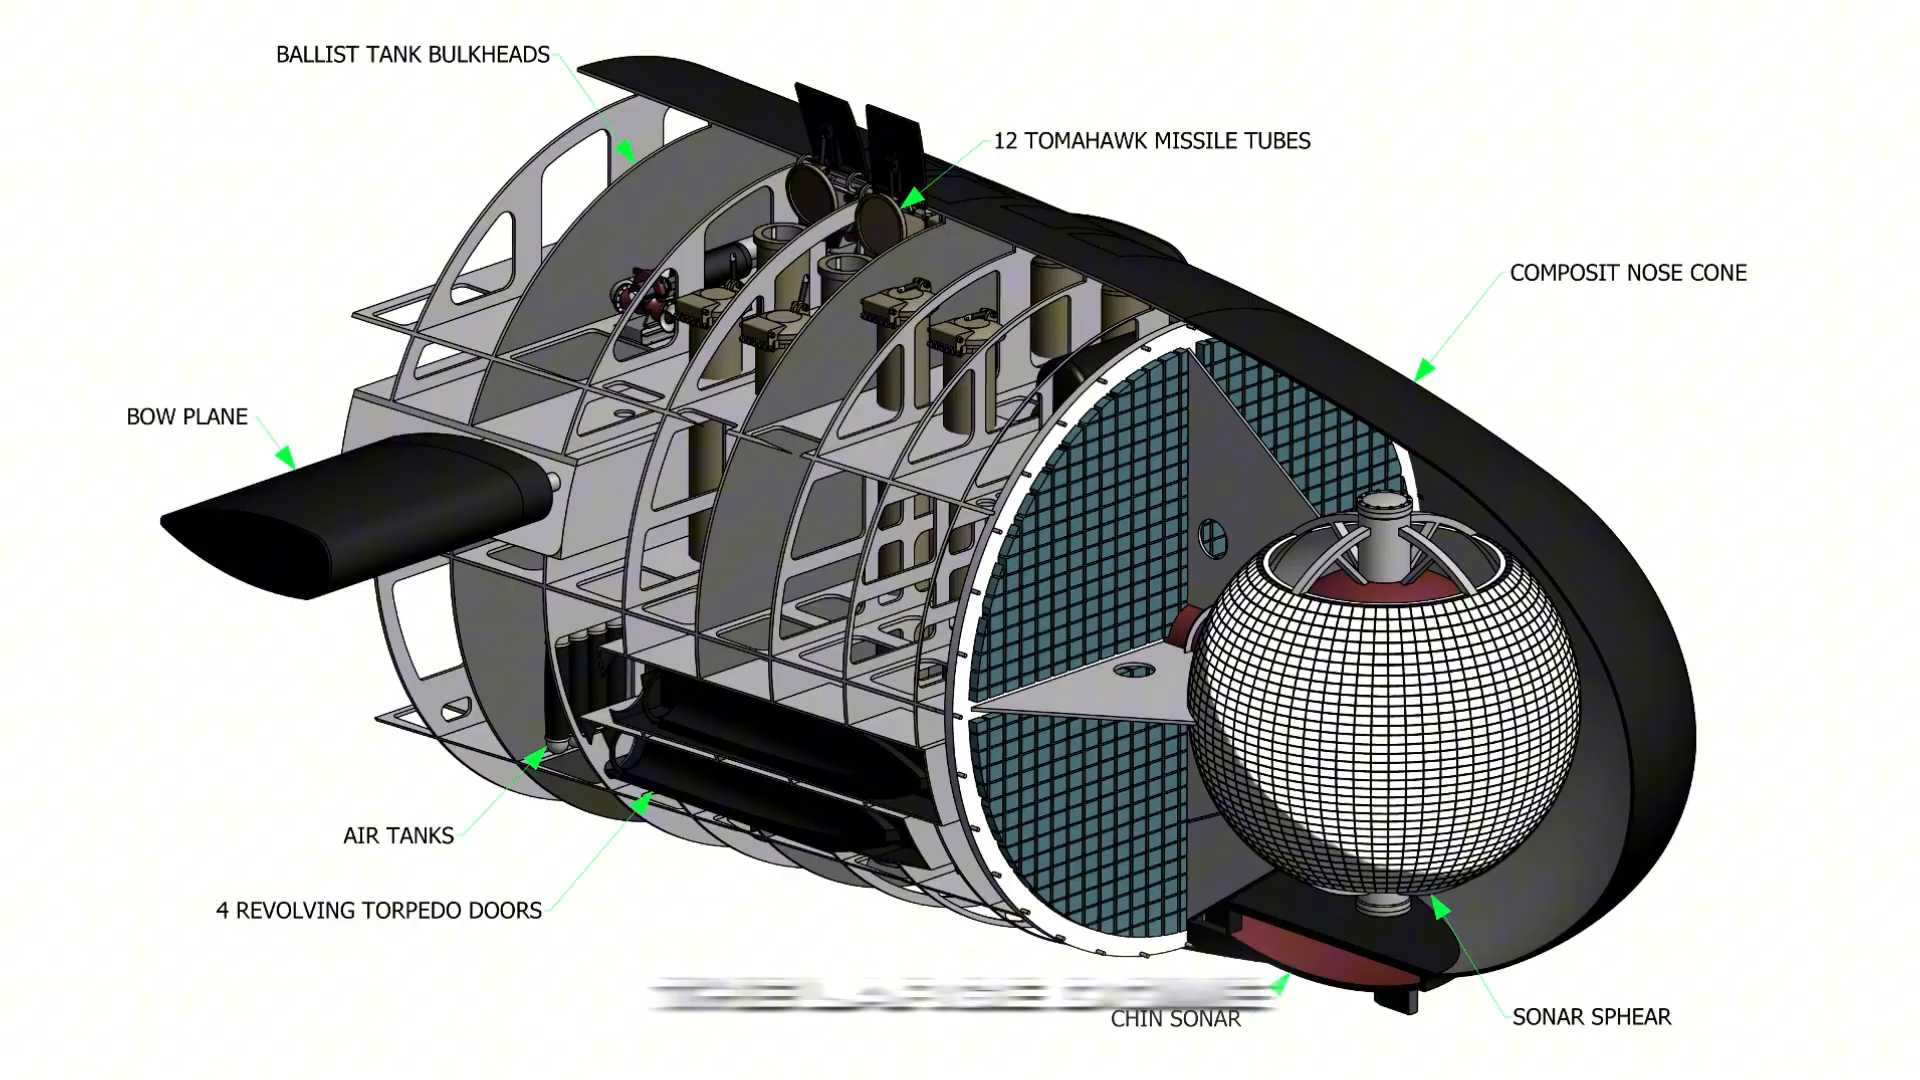 BALLIST TANK BULKHEADS
12 TOMAHAWK MISSILE TUBES
COMPOSIT NOSE CONE
BOW PLANE
AIR TANKS
4 REVOLVING TORPEDO DOORS
CHIN SONAR
SONAR SPHEAR